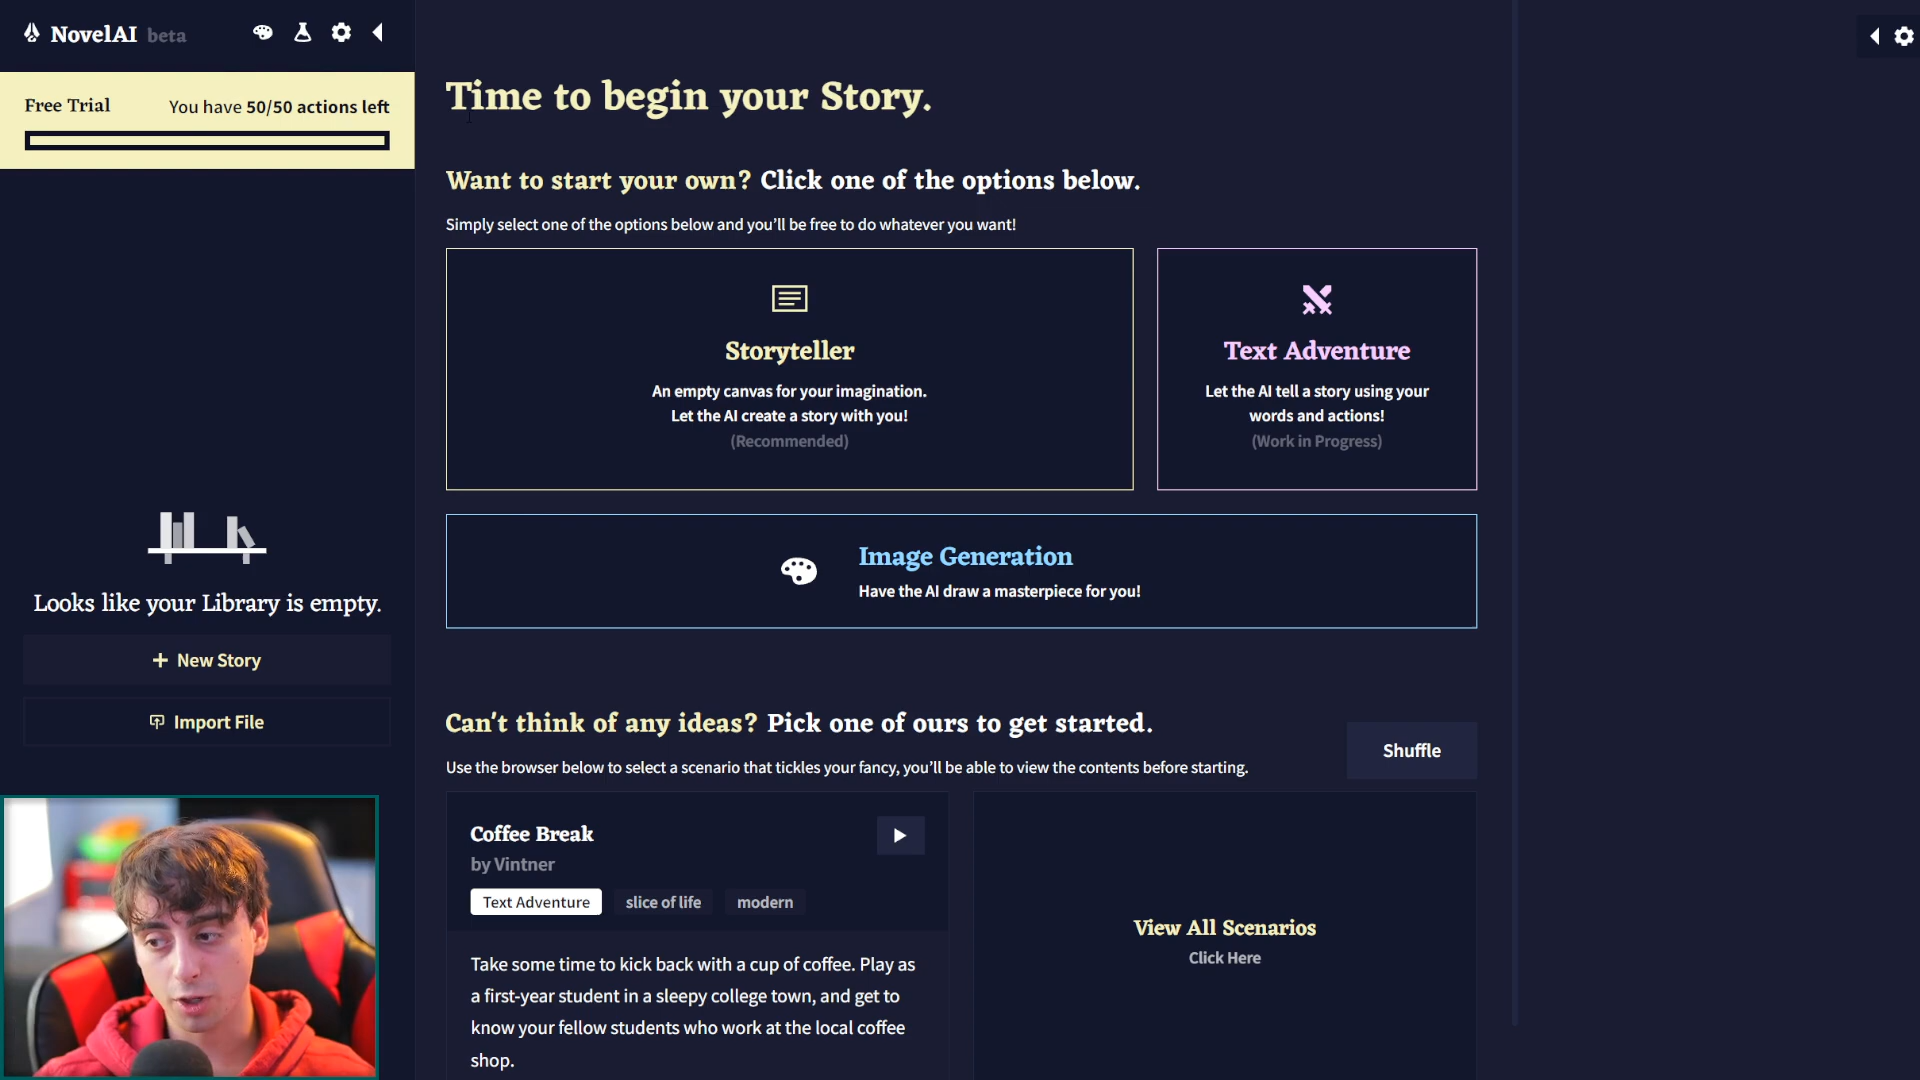 NovelAI beta
Free Trial
You have 50/50 actions left
Looks like your Library is empty.
+ New Story
Import File
Time to begin your Story.
Want to start your own? Click one of the options below.
Simply select one of the options below and you'll be free to do whatever you want!
Storyteller
An empty canvas for your imagination.
Let the AI create a story with you!
(Recommended)
Text Adventure
Let the AI tell a story using your
words and actions!
(Work in Progress)
Image Generation
Have the AI draw a masterpiece for you!
Can't think of any ideas? Pick one of ours to get started.
Use the browser below to select a scenario that tickles your fancy, you'll be able to view the contents before starting.
Shuffle
Coffee Break
by Vintner
Text Adventure slice of life modern
Take some time to kick back with a cup of coffee. Play as
a first-year student in a sleepy college town, and get to
know your fellow students who work at the local coffee
shop.
View All Scenarios
Click Here